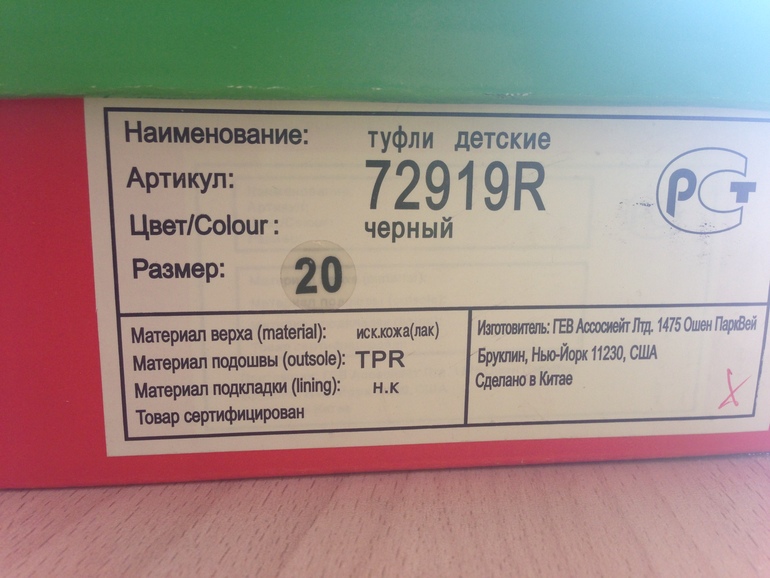 Наименование: туфли детские
Артикул: 72919R
Цвет/Colour : черный
Размер: 20
РСТ
Материал верха (material): иск.кожа(лак)
Материал подошвы (outsole): TPR
Материал подкладки (lining): н.к
Товар сертифицирован
Изготовитель: ГЕВ Ассосиейт Лтд. 1475 Ошен ПаркВей
Бруклин, Нью-Йорк 11230, США
Сделано в Китае